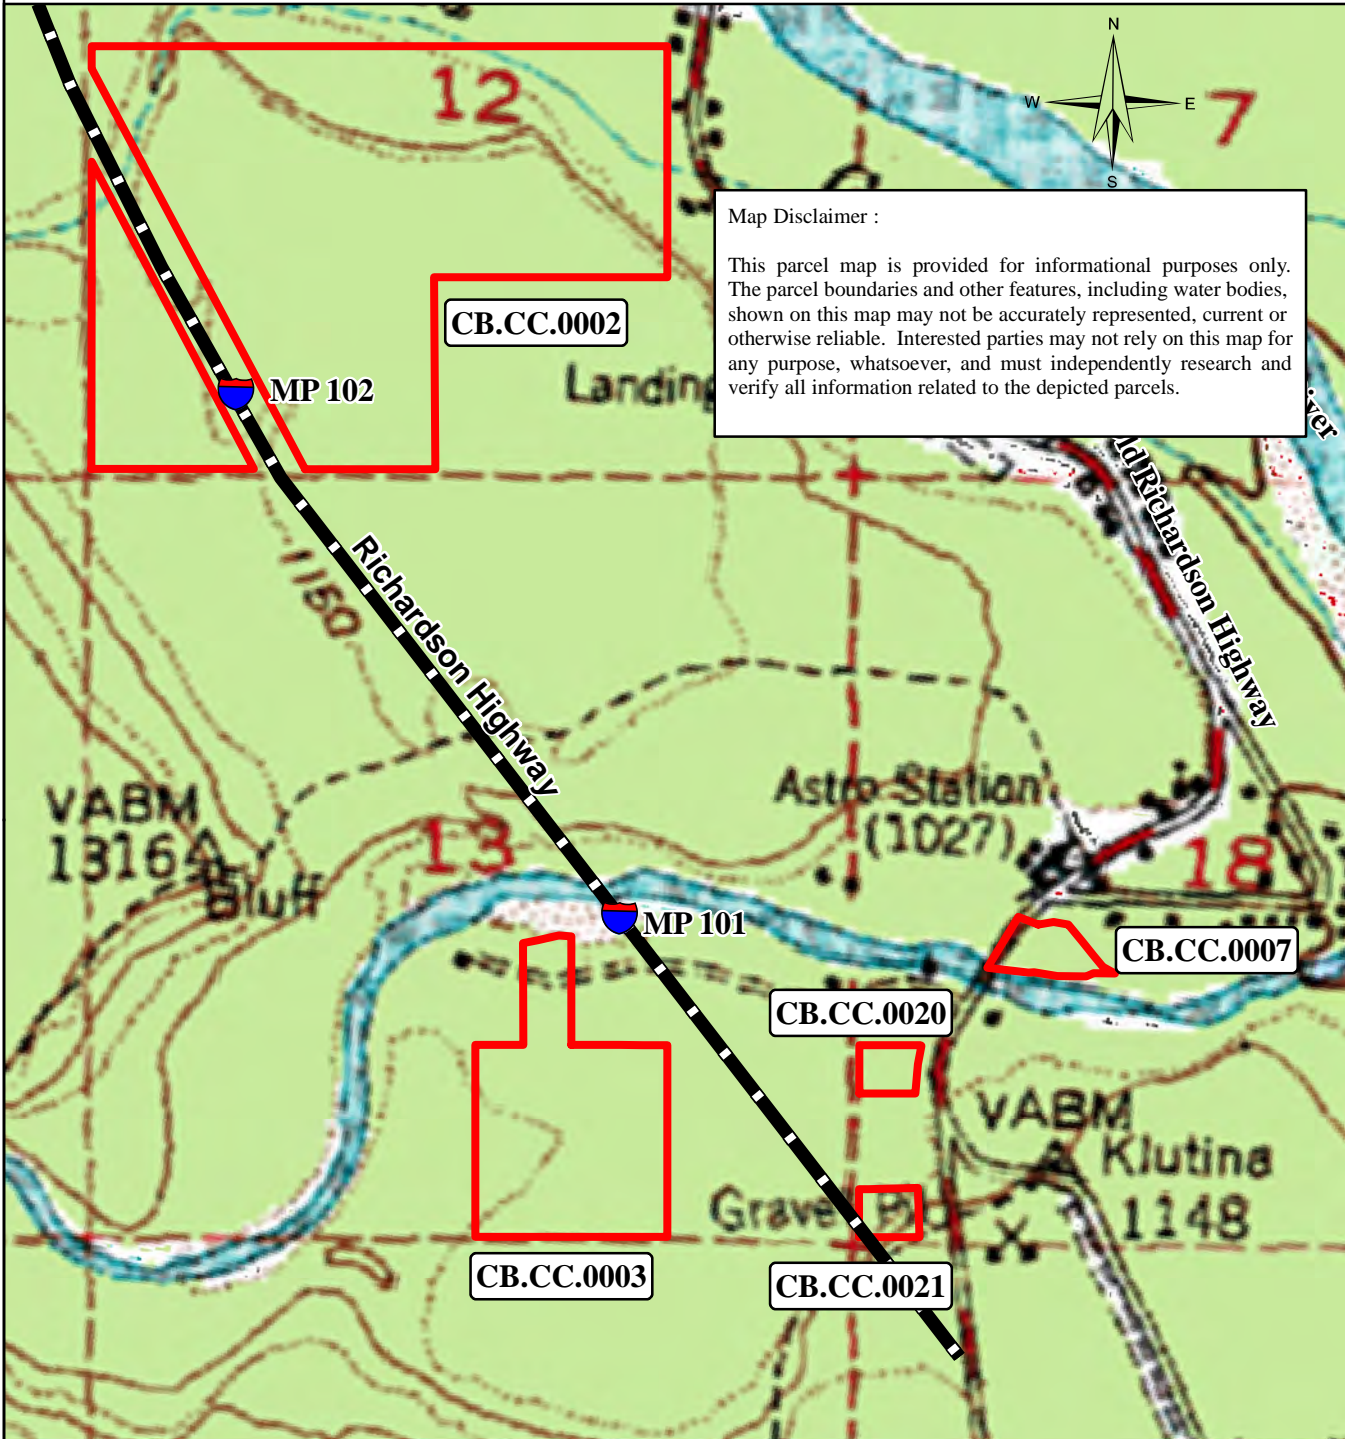 N
W E
S
12
7
Map Disclaimer :
This parcel map is provided for informational purposes only.
The parcel boundaries and other features, including water bodies,
shown on this map may not be accurately represented, current or
otherwise reliable. Interested parties may not rely on this map for
any purpose, whatsoever, and must independently research and
verify all information related to the depicted parcels.
CB.CC.0002
MP 102
Landing
Richardson Highway
1150
Richardson Highway
VABM
1316
Bluff
13
Astro Station
(1027)
18
MP 101
CB.CC.0007
CB.CC.0020
VABM
Klutina
1148
Gravel
CB.CC.0003
CB.CC.0021